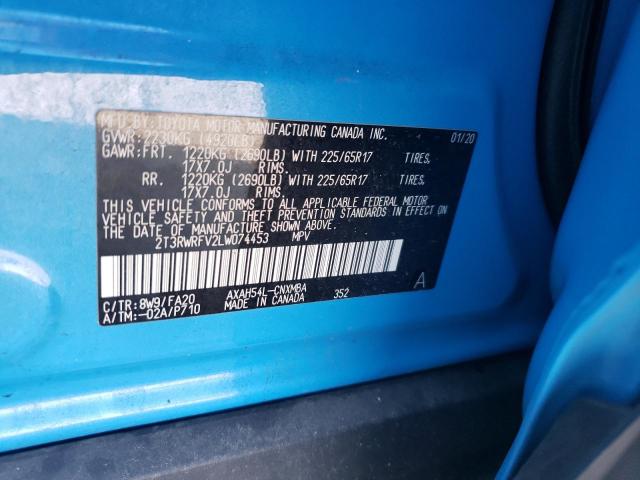 MFD.BY:TOYOTA MOTOR MANUFACTURING CANADA INC. 01/20
GVWR:2230KG (4920LB)
GAWR:FRT. 1220KG (2690LB) WITH 225/65R17 TIRES,
17X7.0J RIMS,
RR. 1220KG (2690LB) WITH 225/65R17 TIRES,
17X7.0J RIMS.
THIS VEHICLE CONFORMS TO ALL APPLICABLE FEDERAL MOTOR
VEHICLE SAFETY AND THEFT PREVENTION STANDARDS IN EFFECT ON
THE DATE OF MANUFACTURE SHOWN ABOVE.
2T3RWRFV2LW074453 MPV
A
C/TR:8W9/FA20 AXAH54L-CNXMBA 352
A/TM:-02A/P710 MADE IN CANADA